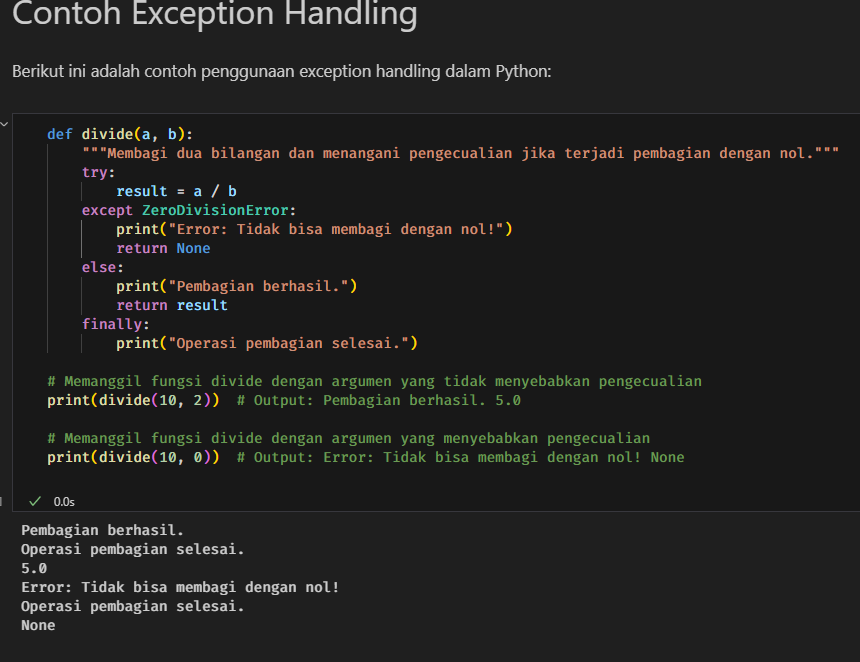 Contoh Exception Handling
Berikut ini adalah contoh penggunaan exception handling dalam Python:
def divide(a, b):
    """Membagi dua bilangan dan menangani pengecualian jika terjadi pembagian dengan nol."""
    try:
        result = a / b
    except ZeroDivisionError:
        print("Error: Tidak bisa membagi dengan nol!")
        return None
    else:
        print("Pembagian berhasil.")
        return result
    finally:
        print("Operasi pembagian selesai.")
# Memanggil fungsi divide dengan argumen yang tidak menyebabkan pengecualian
print(divide(10, 2))  # Output: Pembagian berhasil. 5.0
# Memanggil fungsi divide dengan argumen yang menyebabkan pengecualian
print(divide(10, 0))  # Output: Error: Tidak bisa membagi dengan nol! None
0.0s
Pembagian berhasil.
Operasi pembagian selesai.
5.0
Error: Tidak bisa membagi dengan nol!
Operasi pembagian selesai.
None